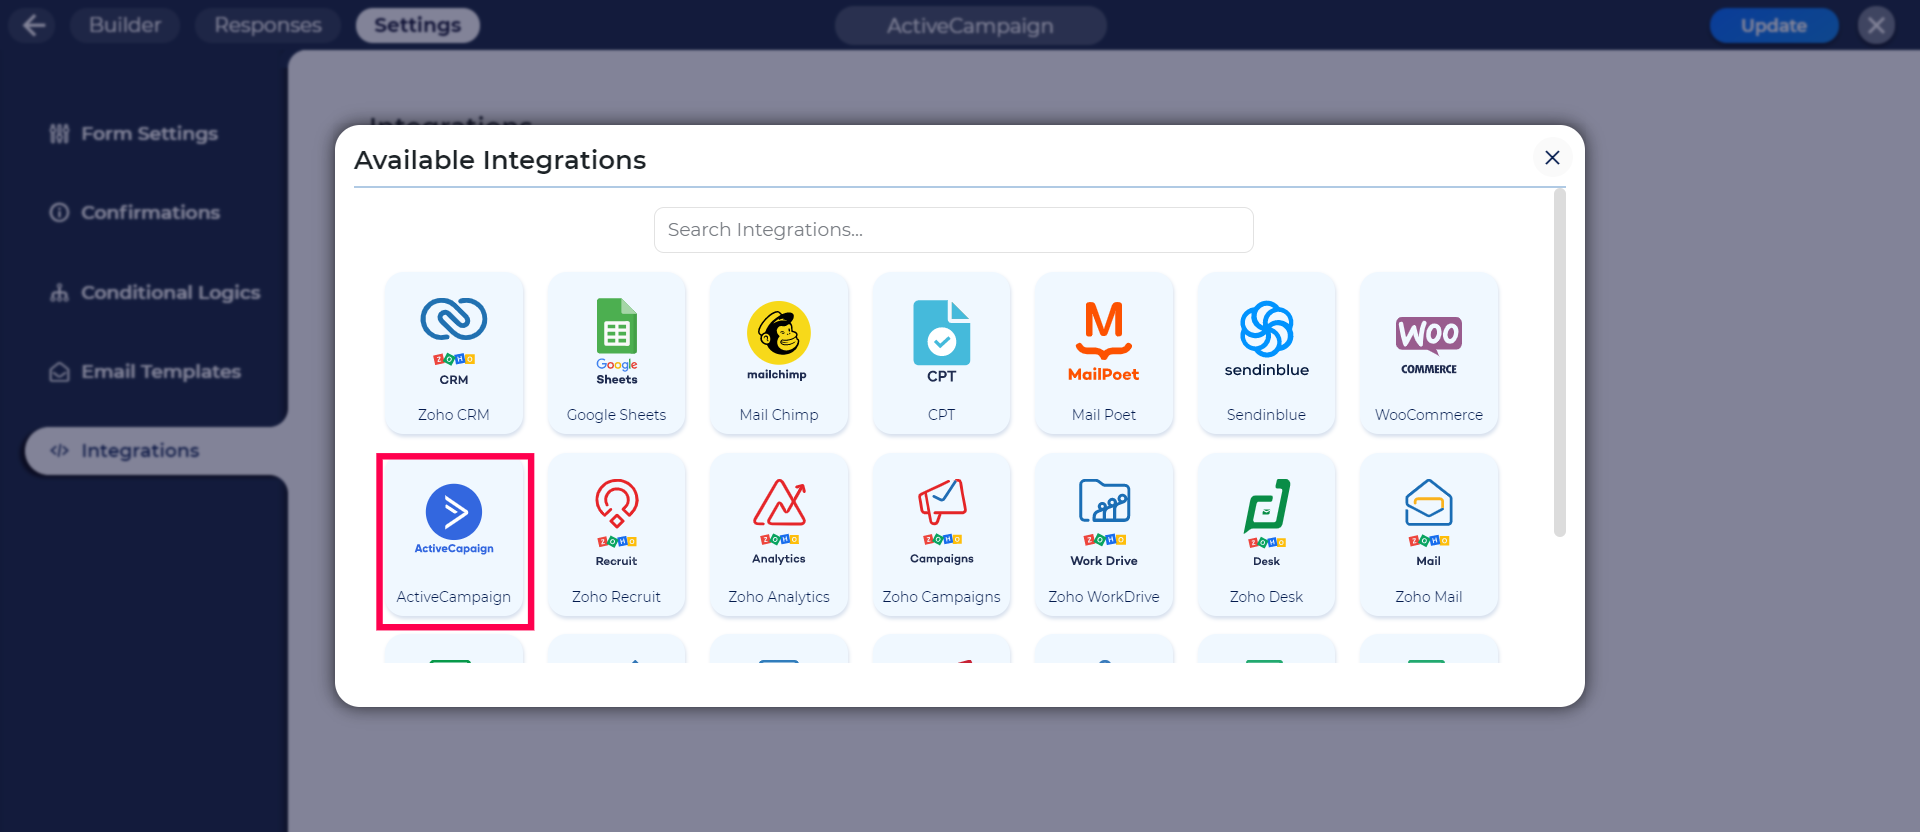 Builder
Responses
Settings
ActiveCampaign
Update
Form Settings
Confirmations
Conditional Logics
Email Templates
Integrations
Integrations
Available Integrations
Search Integrations...
ZOHO
CRM
Zoho CRM
Google
Sheets
Google Sheets
mailchimp
Mail Chimp
CPT
CPT
M
MailPoet
Mail Poet
sendinblue
Sendinblue
WOO
COMMERCE
WooCommerce
ActiveCapaign
ActiveCampaign
ZOHO
Recruit
Zoho Recruit
ZOHO
Analytics
Zoho Analytics
ZOHO
Campaigns
Zoho Campaigns
ZOHO
Work Drive
Zoho WorkDrive
ZOHO
Desk
Zoho Desk
ZOHO
Mail
Zoho Mail